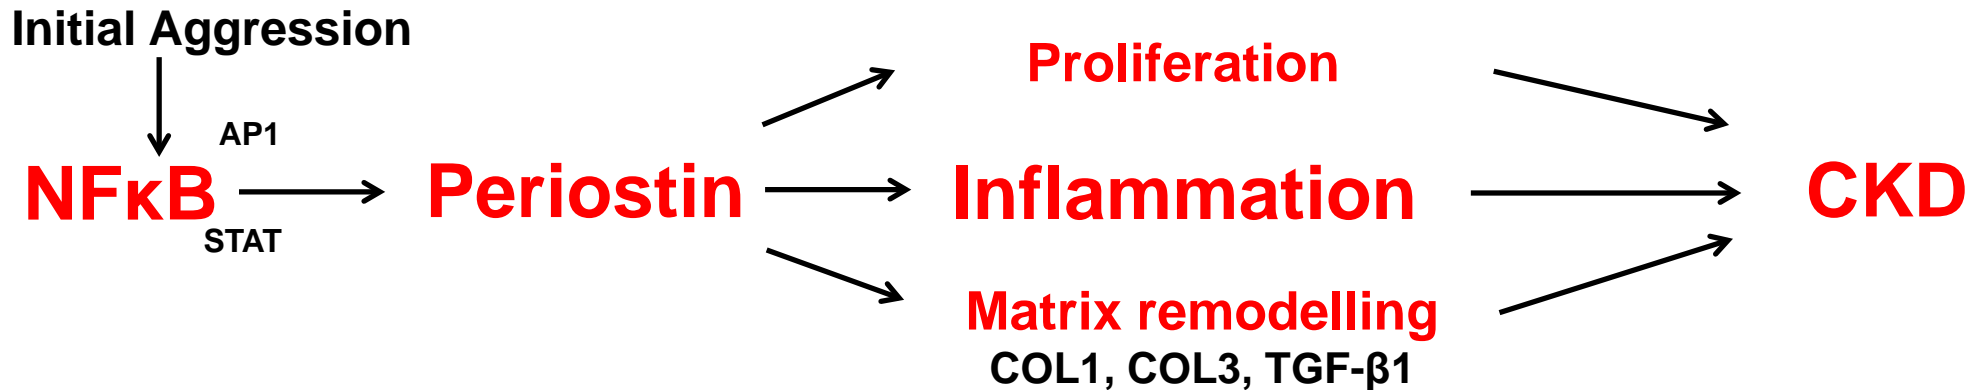 Initial Aggression
AP1
NFκB
STAT
Periostin
Proliferation
Inflammation
Matrix remodelling
COL1, COL3, TGF-β1
CKD